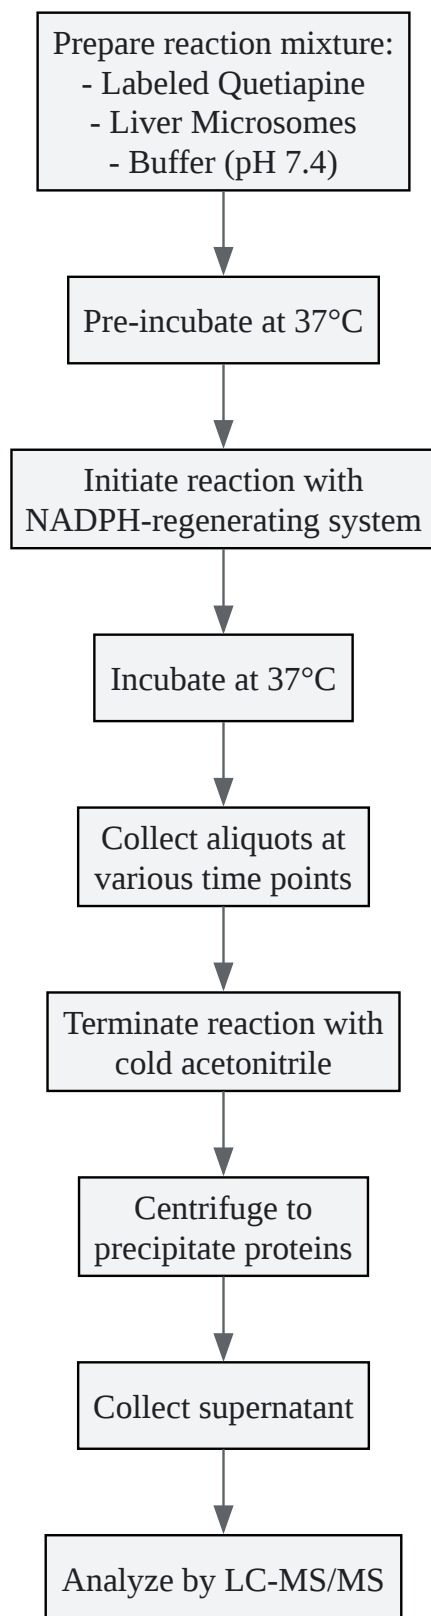 Prepare reaction mixture:
- Labeled Quetiapine
- Liver Microsomes
- Buffer (pH 7.4)
Pre-incubate at 37°C
Initiate reaction with
NADPH-regenerating system
Incubate at 37°C
Collect aliquots at
various time points
Terminate reaction with
cold acetonitrile
Centrifuge to
precipitate proteins
Collect supernatant
Analyze by LC-MS/MS